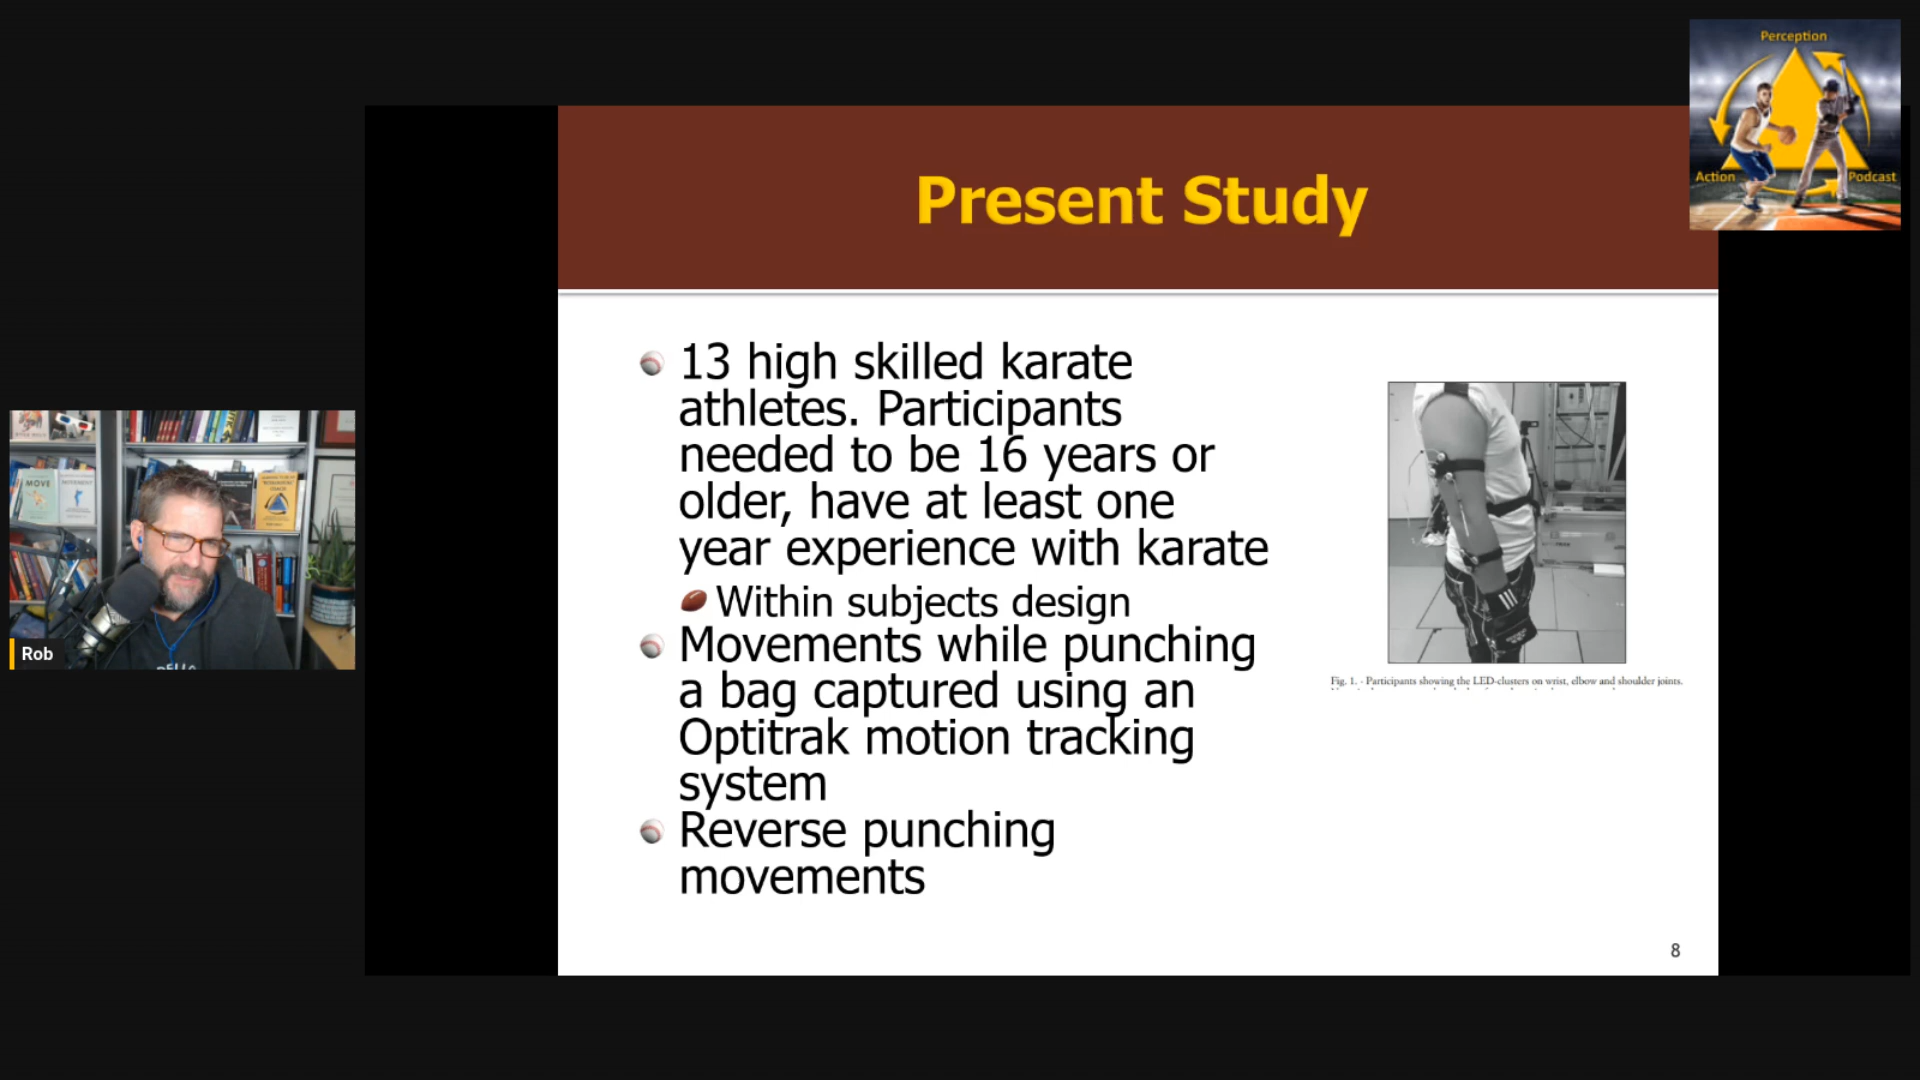 Perception
Action
Podcast
Present Study
13 high skilled karate
athletes. Participants
needed to be 16 years or
older, have at least one
year experience with karate
Within subjects design
Movements while punching
a bag captured using an
Optitrak motion tracking
system
Reverse punching
movements
Fig. 1. - Participants showing the LED-clusters on wrist, elbow and shoulder joints.
8
MOVE
Rob